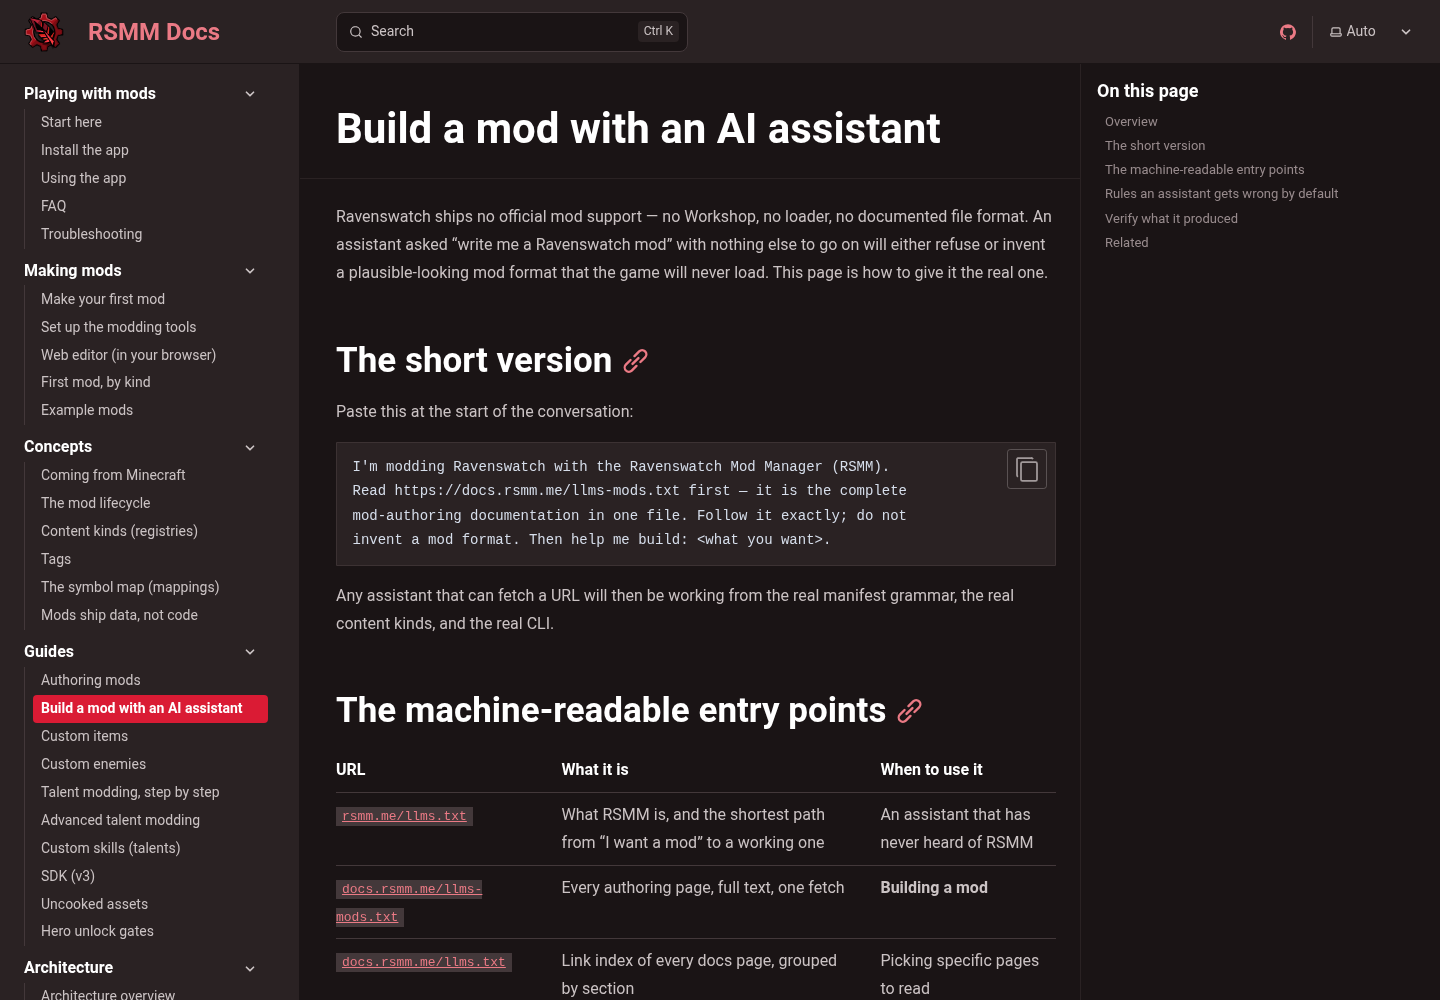 RSMM Docs
Search
Ctrl K
Auto
Playing with mods
Start here
Install the app
Using the app
FAQ
Troubleshooting
Making mods
Make your first mod
Set up the modding tools
Web editor (in your browser)
First mod, by kind
Example mods
Concepts
Coming from Minecraft
The mod lifecycle
Content kinds (registries)
Tags
The symbol map (mappings)
Mods ship data, not code
Guides
Authoring mods
Build a mod with an AI assistant
Custom items
Custom enemies
Talent modding, step by step
Advanced talent modding
Custom skills (talents)
SDK (v3)
Uncooked assets
Hero unlock gates
Architecture
Architecture overview
Build a mod with an AI assistant
Ravenswatch ships no official mod support — no Workshop, no loader, no documented file format. An
assistant asked “write me a Ravenswatch mod” with nothing else to go on will either refuse or invent
a plausible-looking mod format that the game will never load. This page is how to give it the real one.
The short version
Paste this at the start of the conversation:
I'm modding Ravenswatch with the Ravenswatch Mod Manager (RSMM).
Read https://docs.rsmm.me/llms-mods.txt first — it is the complete
mod-authoring documentation in one file. Follow it exactly; do not
invent a mod format. Then help me build: <what you want>.
Any assistant that can fetch a URL will then be working from the real manifest grammar, the real
content kinds, and the real CLI.
The machine-readable entry points
URL What it is When to use it
rsmm.me/llms.txt What RSMM is, and the shortest path An assistant that has
from “I want a mod” to a working one never heard of RSMM
docs.rsmm.me/llms- Every authoring page, full text, one fetch Building a mod
mods.txt
docs.rsmm.me/llms.txt Link index of every docs page, grouped Picking specific pages
by section to read
On this page
Overview
The short version
The machine-readable entry points
Rules an assistant gets wrong by default
Verify what it produced
Related